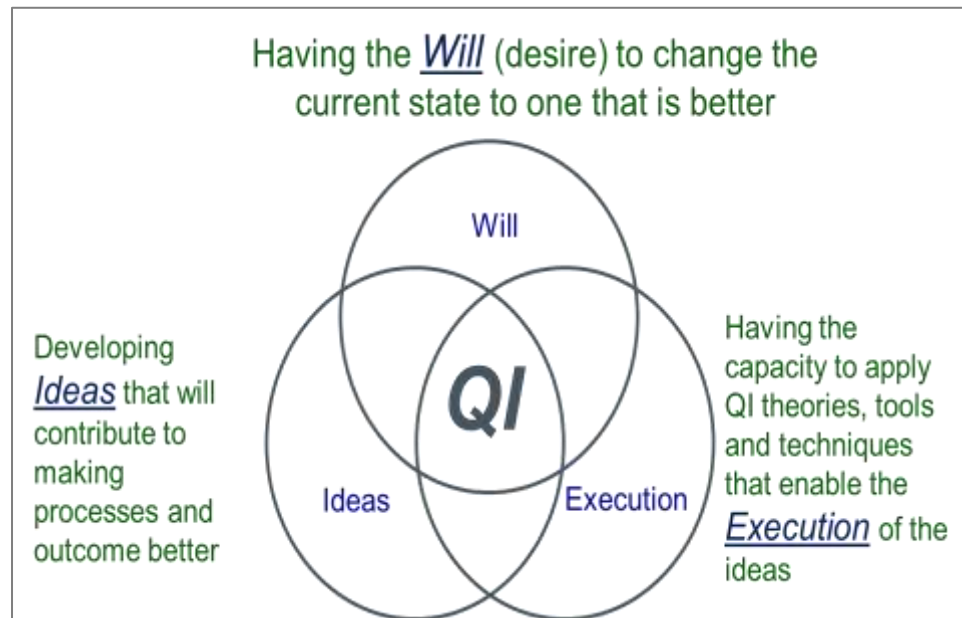 Having the Will (desire) to change the
current state to one that is better
Will
Developing
Ideas that will
contribute to
making
processes and
outcome better
QI
Ideas
Execution
Having the
capacity to apply
QI theories, tools
and techniques
that enable the
Execution of the
ideas